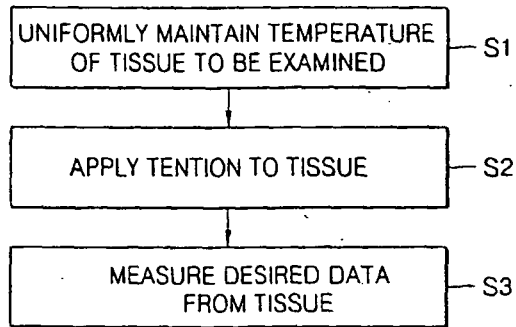 UNIFORMLY MAINTAIN TEMPERATURE
OF TISSUE TO BE EXAMINED
S1
APPLY TENTION TO TISSUE
S2
MEASURE DESIRED DATA
FROM TISSUE
S3